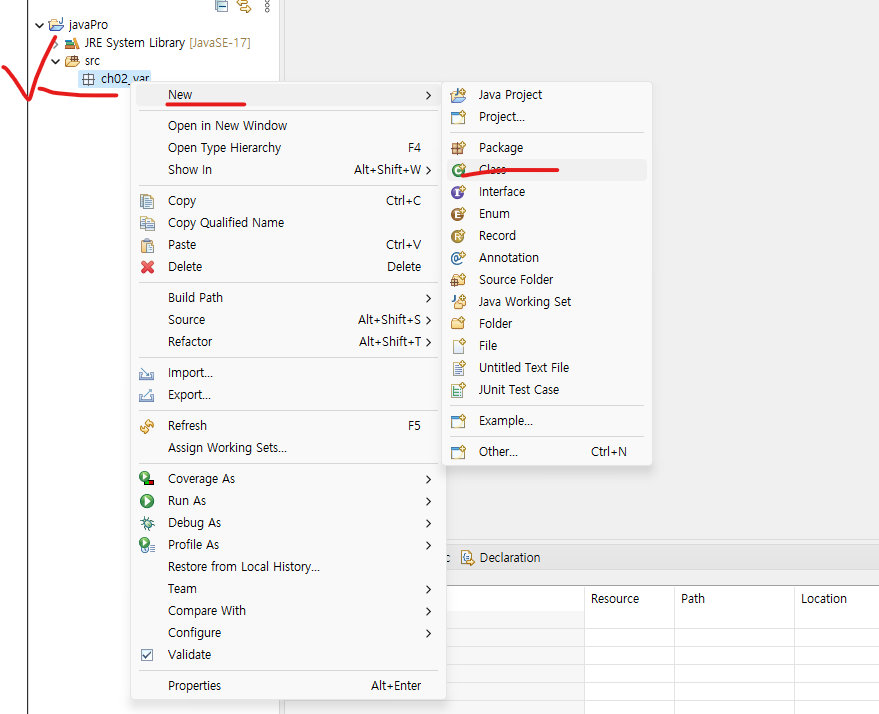 javaPro
JRE System Library [JavaSE-17]
src
ch02_var
New
Open in New Window
Open Type Hierarchy F4
Show In Alt+Shift+W
Copy Ctrl+C
Copy Qualified Name
Paste Ctrl+V
Delete Delete
Build Path
Source Alt+Shift+S
Refactor Alt+Shift+T
Import...
Export...
Refresh F5
Assign Working Sets...
Coverage As
Run As
Debug As
Profile As
Restore from Local History...
Team
Compare With
Configure
Validate
Properties Alt+Enter
Java Project
Project...
Package
Class
Interface
Enum
Record
Annotation
Source Folder
Java Working Set
Folder
File
Untitled Text File
JUnit Test Case
Example...
Other... Ctrl+N
Declaration
Resource Path Location